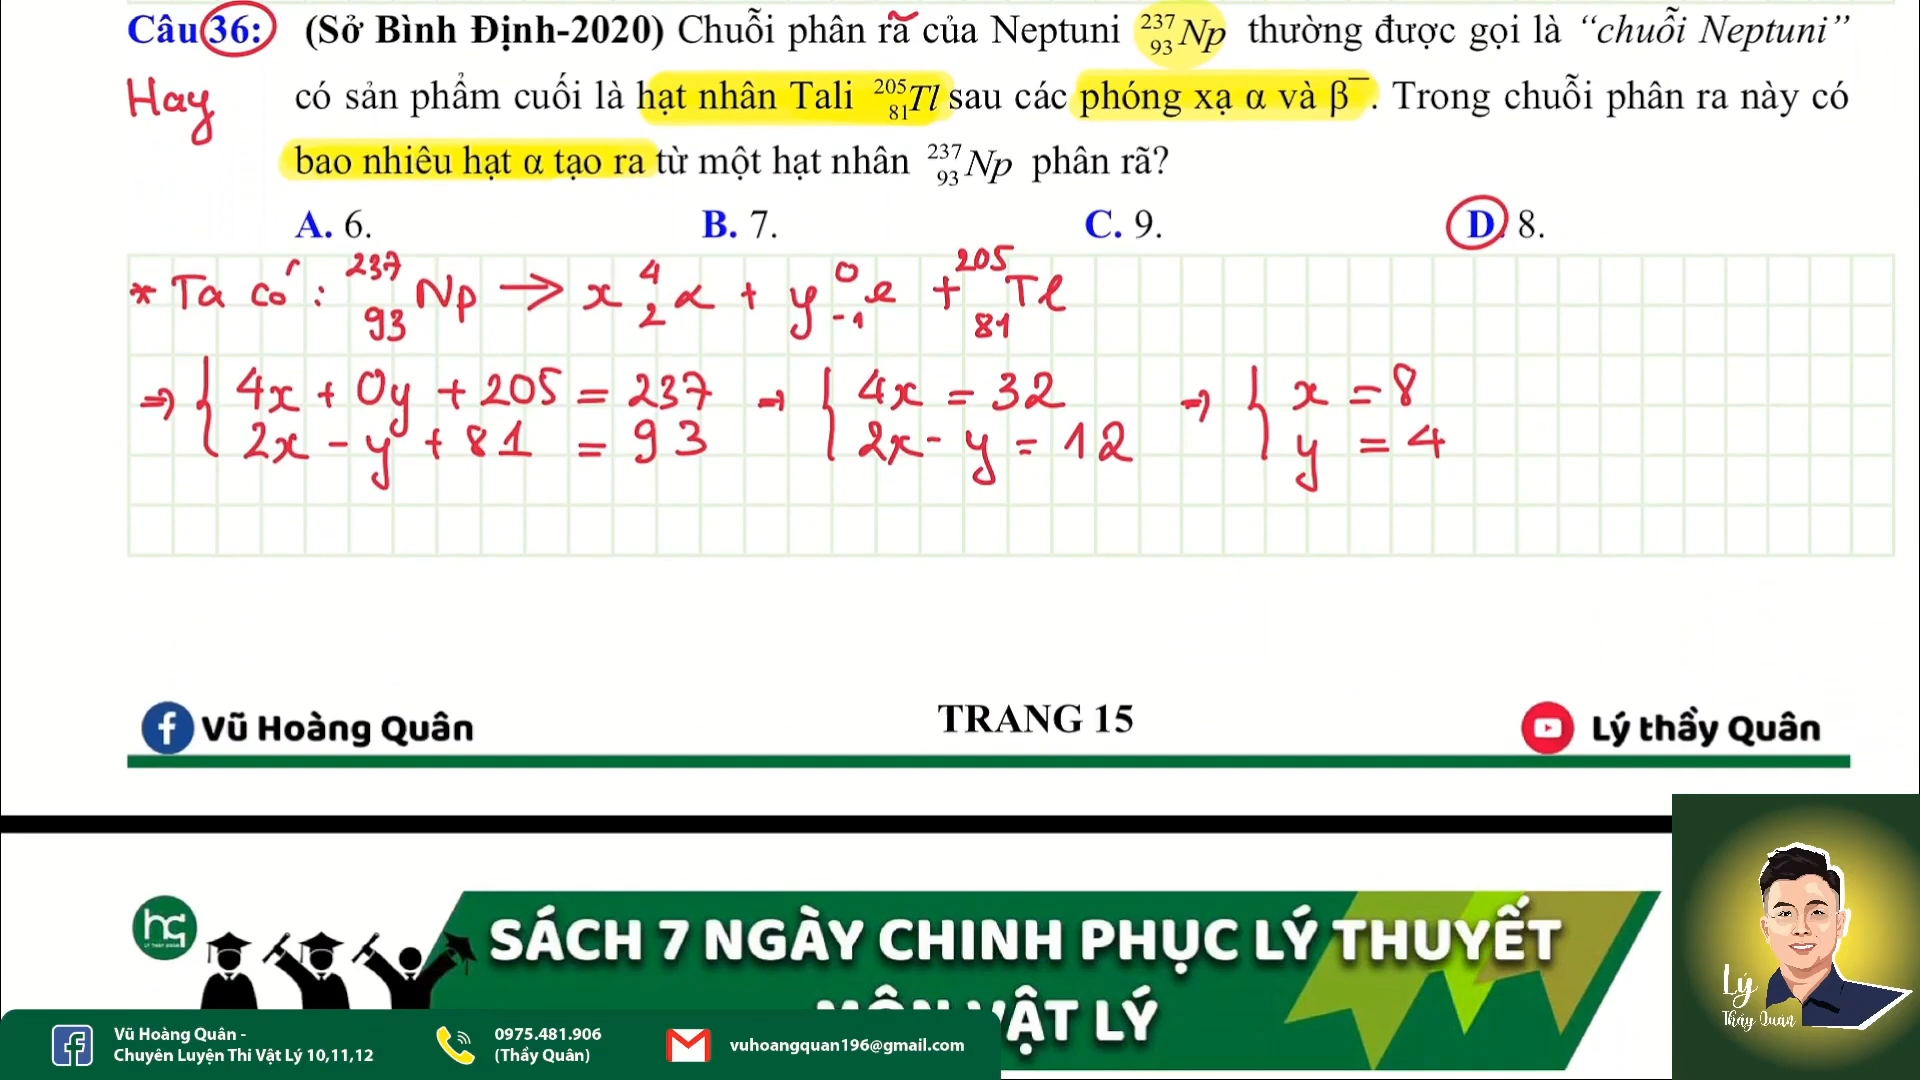 Câu 36: (Sở Bình Định-2020) Chuỗi phân rã của Neptuni ²³⁷₉₃Np thường được gọi là “chuỗi Neptuni”
Hay có sản phẩm cuối là hạt nhân Tali ²⁰⁵₈₁Tl sau các phóng xạ α và β⁻. Trong chuỗi phân ra này có
bao nhiêu hạt α tạo ra từ một hạt nhân ²³⁷₉₃Np phân rã?
A. 6. B. 7. C. 9. D. 8.
* Ta có: ²³⁷₉₃Np → x ⁴₂α + y ⁰₋₁e + ²⁰⁵₈₁Tl
⇒ { 4x + 0y + 205 = 237 ⇒ { 4x = 32 ⇒ { x = 8
2x - y + 81 = 93 2x - y = 12 y = 4
Vũ Hoàng Quân TRANG 15 Lý thầy Quân
hq
SÁCH 7 NGÀY CHINH PHỤC LÝ THUYẾT
MÔN VẬT LÝ
Lý
Thầy Quân
Vũ Hoàng Quân - 0975.481.906 vuhoangquan196@gmail.com
Chuyên Luyện Thi Vật Lý 10,11,12 (Thầy Quân)